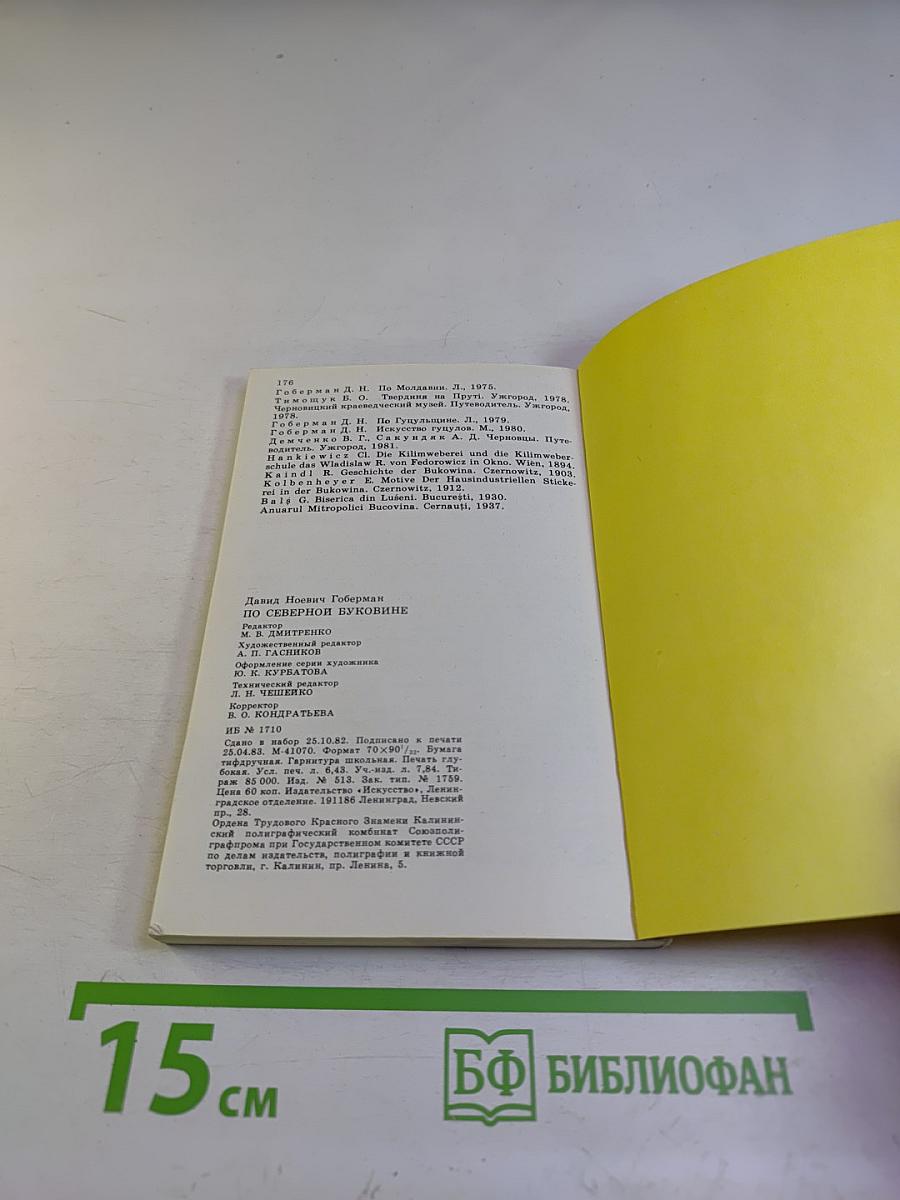 176
Гоберман Д. Н. По Молдавии. Л., 1975.
Тимощук Б. О. Твердиня на Пруті. Ужгород, 1978.
Черновицкий краеведческий музей. Путеводитель. Ужгород,
1978.
Гоберман Д. Н. По Гуцульщине. Л., 1979.
Гоберман Д. Н. Искусство гуцулов. М., 1980.
Демченко В. Г., Сакундяк А. Д. Черновцы. Путе-
водитель. Ужгород, 1981.
Hankiewicz Cl. Die Kilimweberei und die Kilimweber-
schule das Wladislaw R. von Fedorowicz in Okno. Wien, 1894.
Kaindl R. Geschichte der Bukowina. Czernowitz, 1903.
Kolbenheyer E. Motive Der Hausindustriellen Sticke-
rei in der Bukowina. Czernowitz, 1912.
Balş G. Biserica din Luşeni. Bucureşti, 1930.
Anuarul Mitropolici Bucovina. Cernauţi, 1937.
Давид Ноевич Гоберман
ПО СЕВЕРНОЙ БУКОВИНЕ
Редактор
М. В. ДМИТРЕНКО
Художественный редактор
А. П. ГАСНИКОВ
Оформление серии художника
Ю. К. КУРБАТОВА
Технический редактор
Л. Н. ЧЕШЕЙКО
Корректор
В. О. КОНДРАТЬЕВА
ИБ № 1710
Сдано в набор 25.10.82. Подписано к печати
25.04.83. М-41070. Формат 70×90¹/₃₂. Бумага
тифдручная. Гарнитура школьная. Печать глу-
бокая. Усл. печ. л. 6,43. Уч.-изд. л. 7,84. Ти-
раж 85 000. Изд. № 513. Зак. тип. № 1759.
Цена 60 коп. Издательство «Искусство», Ленин-
градское отделение. 191186 Ленинград, Невский
пр., 28.
Ордена Трудового Красного Знамени Калинин-
ский полиграфический комбинат Союзполи-
графпрома при Государственном комитете СССР
по делам издательств, полиграфии и книжной
торговли, г. Калинин, пр. Ленина, 5.
15 см
БФ БИБЛИОФАН